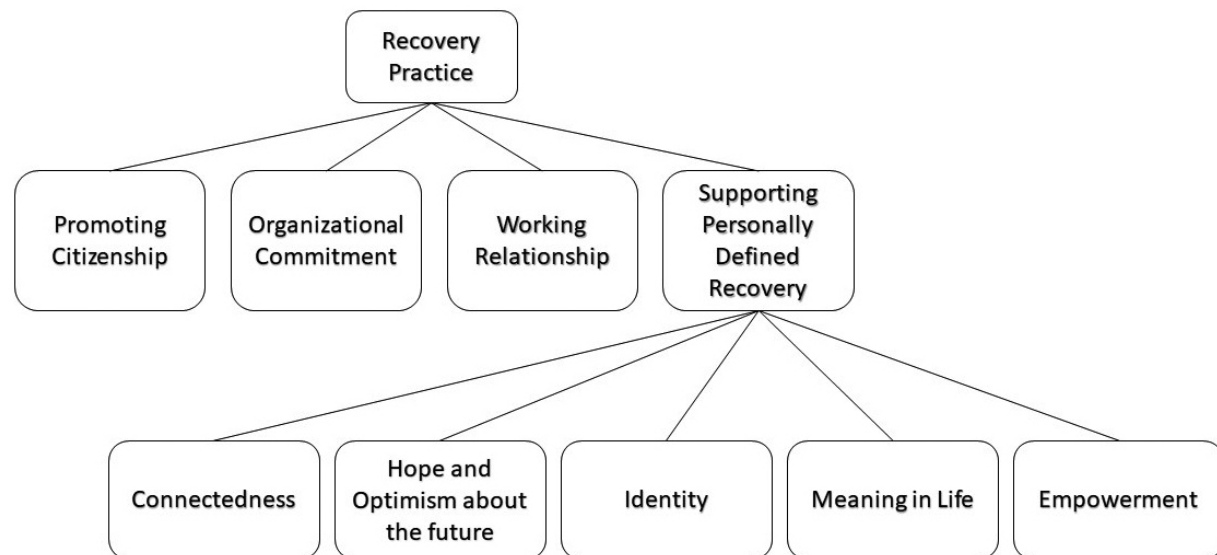 Recovery
Practice
Promoting
Citizenship
Organizational
Commitment
Working
Relationship
Supporting
Personally
Defined
Recovery
Connectedness
Hope and
Optimism about
the future
Identity
Meaning in Life
Empowerment